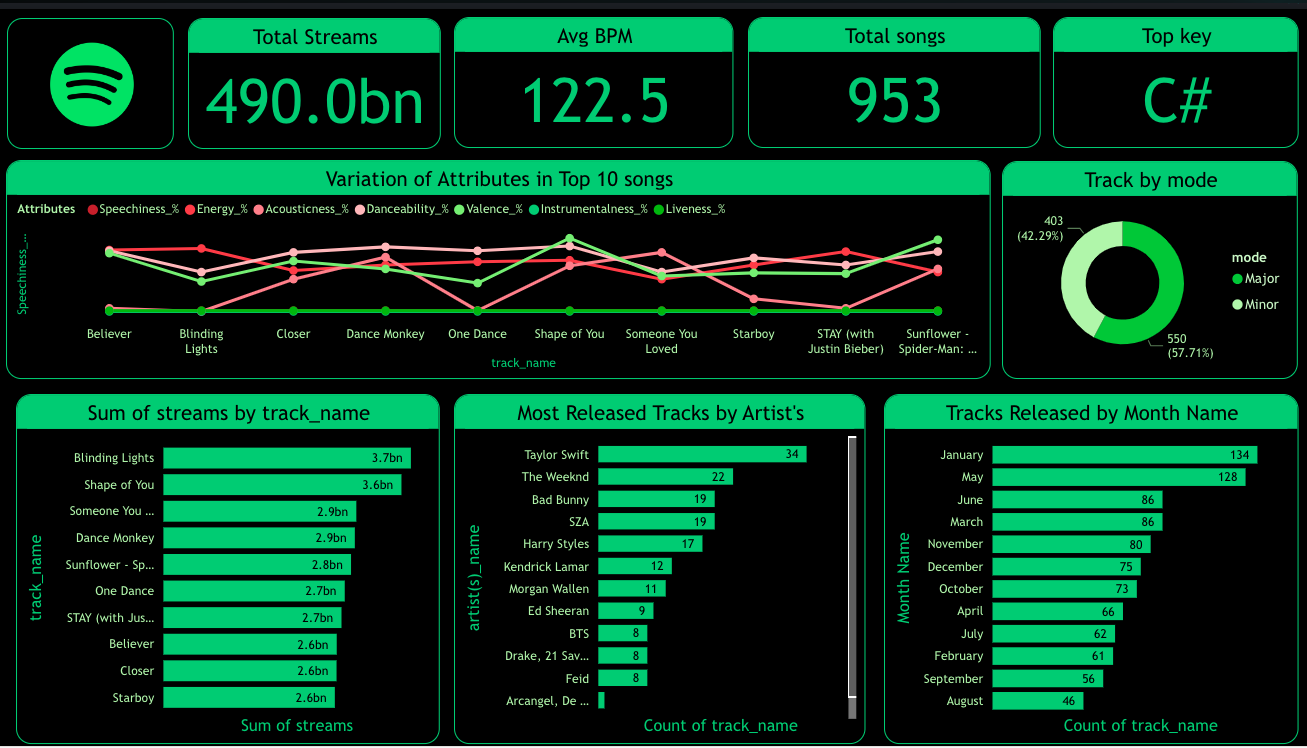 Total Streams
490.0bn
Avg BPM
122.5
Total songs
953
Top key
C#
Variation of Attributes in Top 10 songs
Attributes Speechiness_% Energy_% Acousticness_% Danceability_% Valence_% Instrumentalness_% Liveness_%
Speechiness_...
Believer
Blinding
Lights
Closer
Dance Monkey
One Dance
Shape of You
Someone You
Loved
Starboy
STAY (with
Justin Bieber)
Sunflower -
Spider-Man: ...
track_name
Track by mode
403
(42.29%)
550
(57.71%)
mode
Major
Minor
Sum of streams by track_name
track_name
Blinding Lights 3.7bn
Shape of You 3.6bn
Someone You ... 2.9bn
Dance Monkey 2.9bn
Sunflower - Sp... 2.8bn
One Dance 2.7bn
STAY (with Jus... 2.7bn
Believer 2.6bn
Closer 2.6bn
Starboy 2.6bn
Sum of streams
Most Released Tracks by Artist's
artist(s)_name
Taylor Swift 34
The Weeknd 22
Bad Bunny 19
SZA 19
Harry Styles 17
Kendrick Lamar 12
Morgan Wallen 11
Ed Sheeran 9
BTS 8
Drake, 21 Sav... 8
Feid 8
Arcangel, De ...
Count of track_name
Tracks Released by Month Name
Month Name
January 134
May 128
June 86
March 86
November 80
December 75
October 73
April 66
July 62
February 61
September 56
August 46
Count of track_name